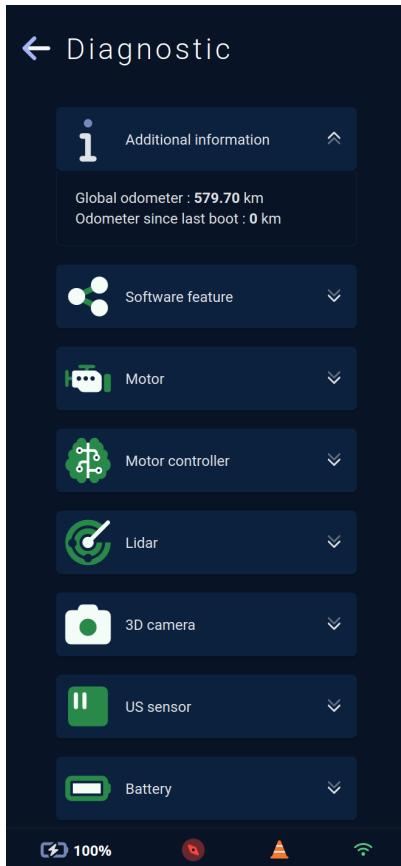 Diagnostic
Additional information
Global odometer : 579.70 km
Odometer since last boot : 0 km
Software feature
Motor
Motor controller
Lidar
3D camera
US sensor
Battery
100%